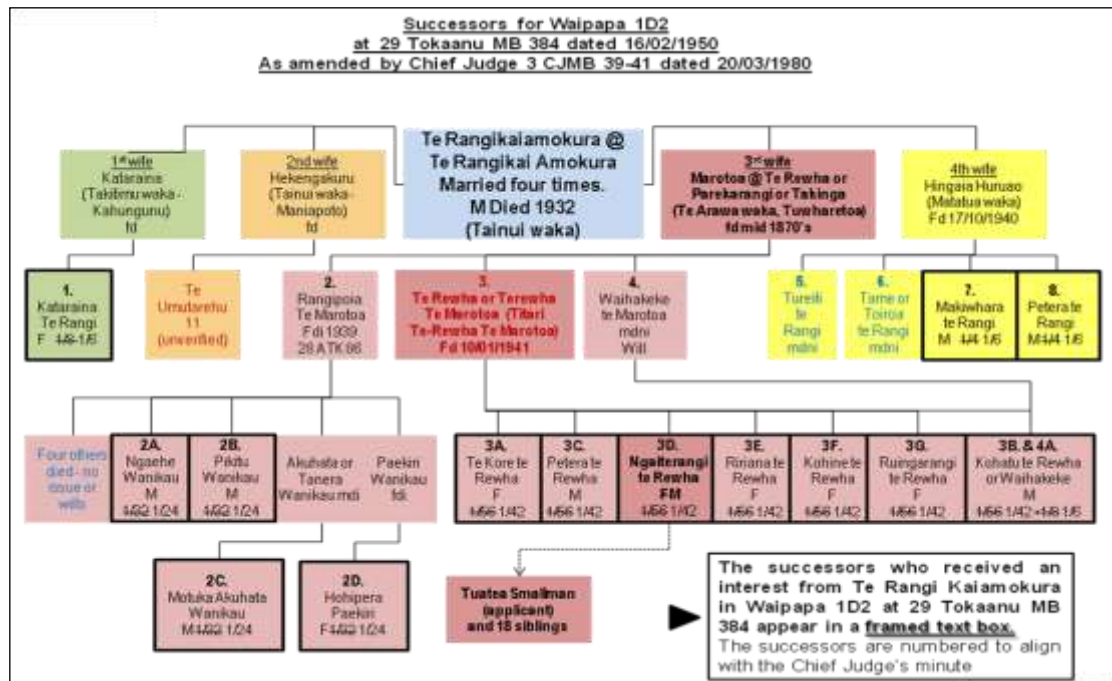 Successors for Waipapa 1D2
at 29 Tokaanu MB 384 dated 16/02/1950
As amended by Chief Judge 3 CJMB 39-41 dated 20/03/1980
1st wife
Kataraina
(Takitimu waka-
Kahungunu)
fd
2nd wife
Hekengakuru
(Tainui waka-
Maniapoto)
fd
Te Rangikaiamokura @
Te Rangikai Amokura
Married four times.
M Died 1932
(Tainui waka)
3rd wife
Marotoa @ Te Rewha or
Parekarangi or Takinga
(Te Arawa waka, Tuwharetoa)
fd mid 1870's
4th wife
Hingaia Huruao
(Matatua waka)
Fd 17/10/1940
1.
Kataraina
Te Rangi
F 1/8 1/6
Te
Umutarehu
11
(unverified)
2.
Rangipoia
Te Marotoa
F di 1939
28 ATK 86
3.
Te Rewha or Terewha
Te Marotoa (Titari
Te-Rewha Te Marotoa)
Fd 10/01/1941
4.
Waihakeke
te Marotoa
mdni
Will
5.
Tureiti
te
Rangi
mdni
6.
Tame or
Toiroa
te Rangi
mdni
7.
Makiwhara
te Rangi
M 1/4 1/6
8.
Petera te
Rangi
M 1/4 1/6
Four others
died - no
issue or
wills
2A.
Ngaehe
Wanikau
M
1/32 1/24
2B.
Pikitu
Wanikau
M
1/32 1/24
Akuhata or
Tanera
Wanikau mdi
Paekiri
Wanikau
fdi.
3A.
Te Kore te
Rewha
F
1/56 1/42
3C.
Petera te
Rewha
M
1/56 1/42
3D.
Ngaiterangi
te Rewha
FM
1/56 1/42
3E.
Ririana te
Rewha
F
1/56 1/42
3F.
Kohine te
Rewha
F
1/56 1/42
3G.
Ruingarangi
te Rewha
F
1/56 1/42
3B. & 4A.
Kohatu te Rewha
or Waihakeke
M
1/56 1/42 +1/8 1/6
2C.
Motuka Akuhata
Wanikau
M 1/32 1/24
2D.
Hohipera
Paekiri
F 1/32 1/24
Tuatea Smallman
(applicant)
and 18 siblings
The successors who received an
interest from Te Rangi Kaiamokura
in Waipapa 1D2 at 29 Tokaanu MB
384 appear in a framed text box.
The successors are numbered to align
with the Chief Judge's minute